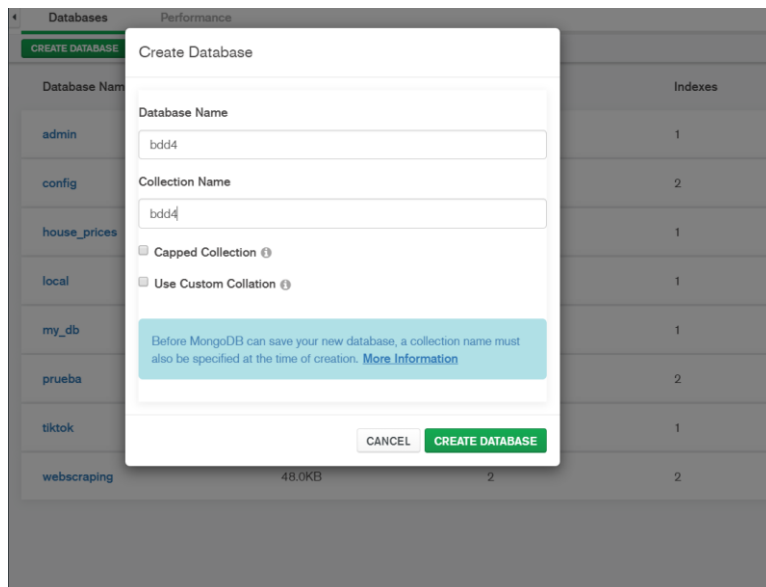 Databases Performance
CREATE DATABASE
Create Database
Database Nam Indexes
Database Name
bdd4
admin 1
Collection Name
config 2
bdd4
house_prices 1
Capped Collection
local 1
Use Custom Collation
my_db 1
Before MongoDB can save your new database, a collection name must
also be specified at the time of creation. More Information
prueba 2
tiktok 1
CANCEL CREATE DATABASE
webscraping 48.0KB 2 2